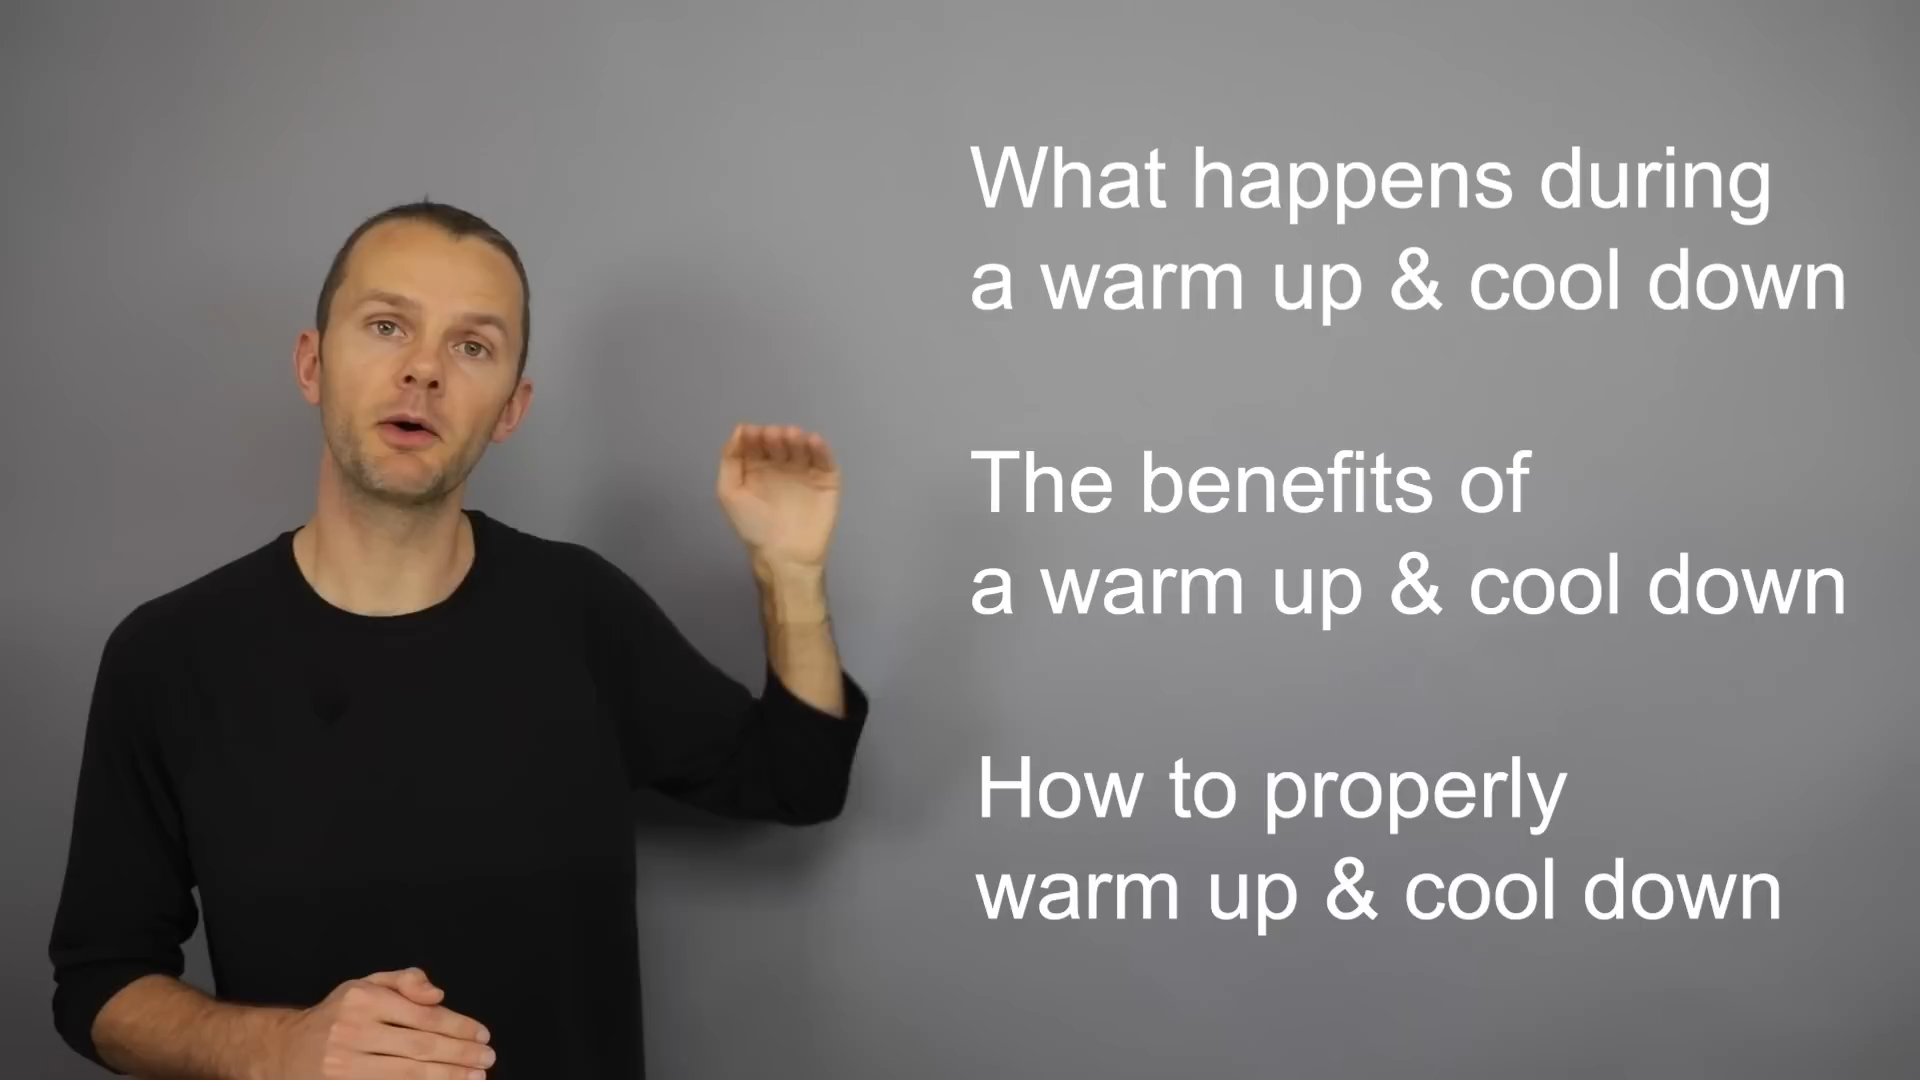 What happens during
a warm up & cool down
The benefits of
a warm up & cool down
How to properly
warm up & cool down